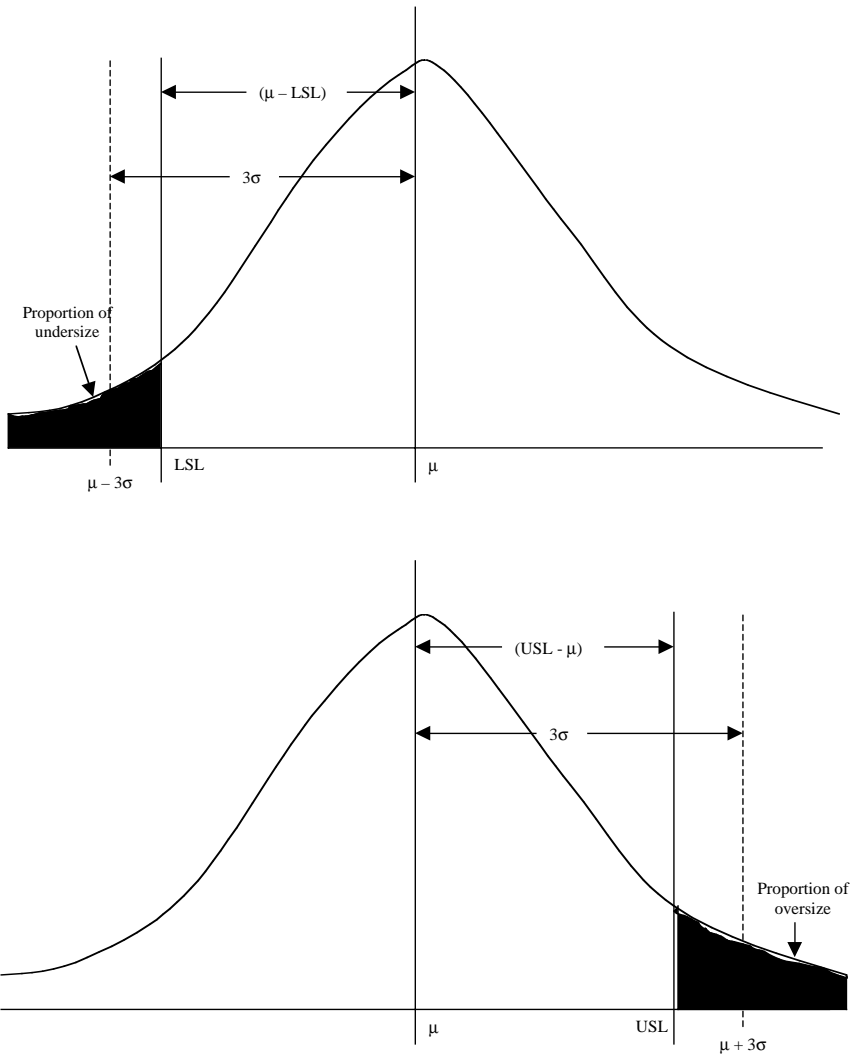 (μ – LSL)
3σ
Proportion of
undersize
LSL
μ
μ – 3σ
(USL - μ)
3σ
Proportion of
oversize
μ
USL
μ + 3σ